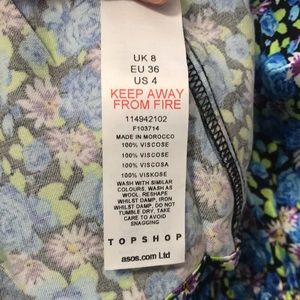 UK 8
EU 36
US 4
KEEP AWAY
FROM FIRE
114942102
F103714
MADE IN MOROCCO
100% VISCOSE
100% VISCOSE
100% VISCOSA
100% VISKOSE
WASH WITH SIMILAR
COLOURS, WASH AS
WOOL, RESHAPE
WHILST DAMP, IRON
WHILST DAMP, DO NOT
TUMBLE DRY, TAKE
CARE TO AVOID
SNAGGING
TOPSHOP
asos.com Ltd